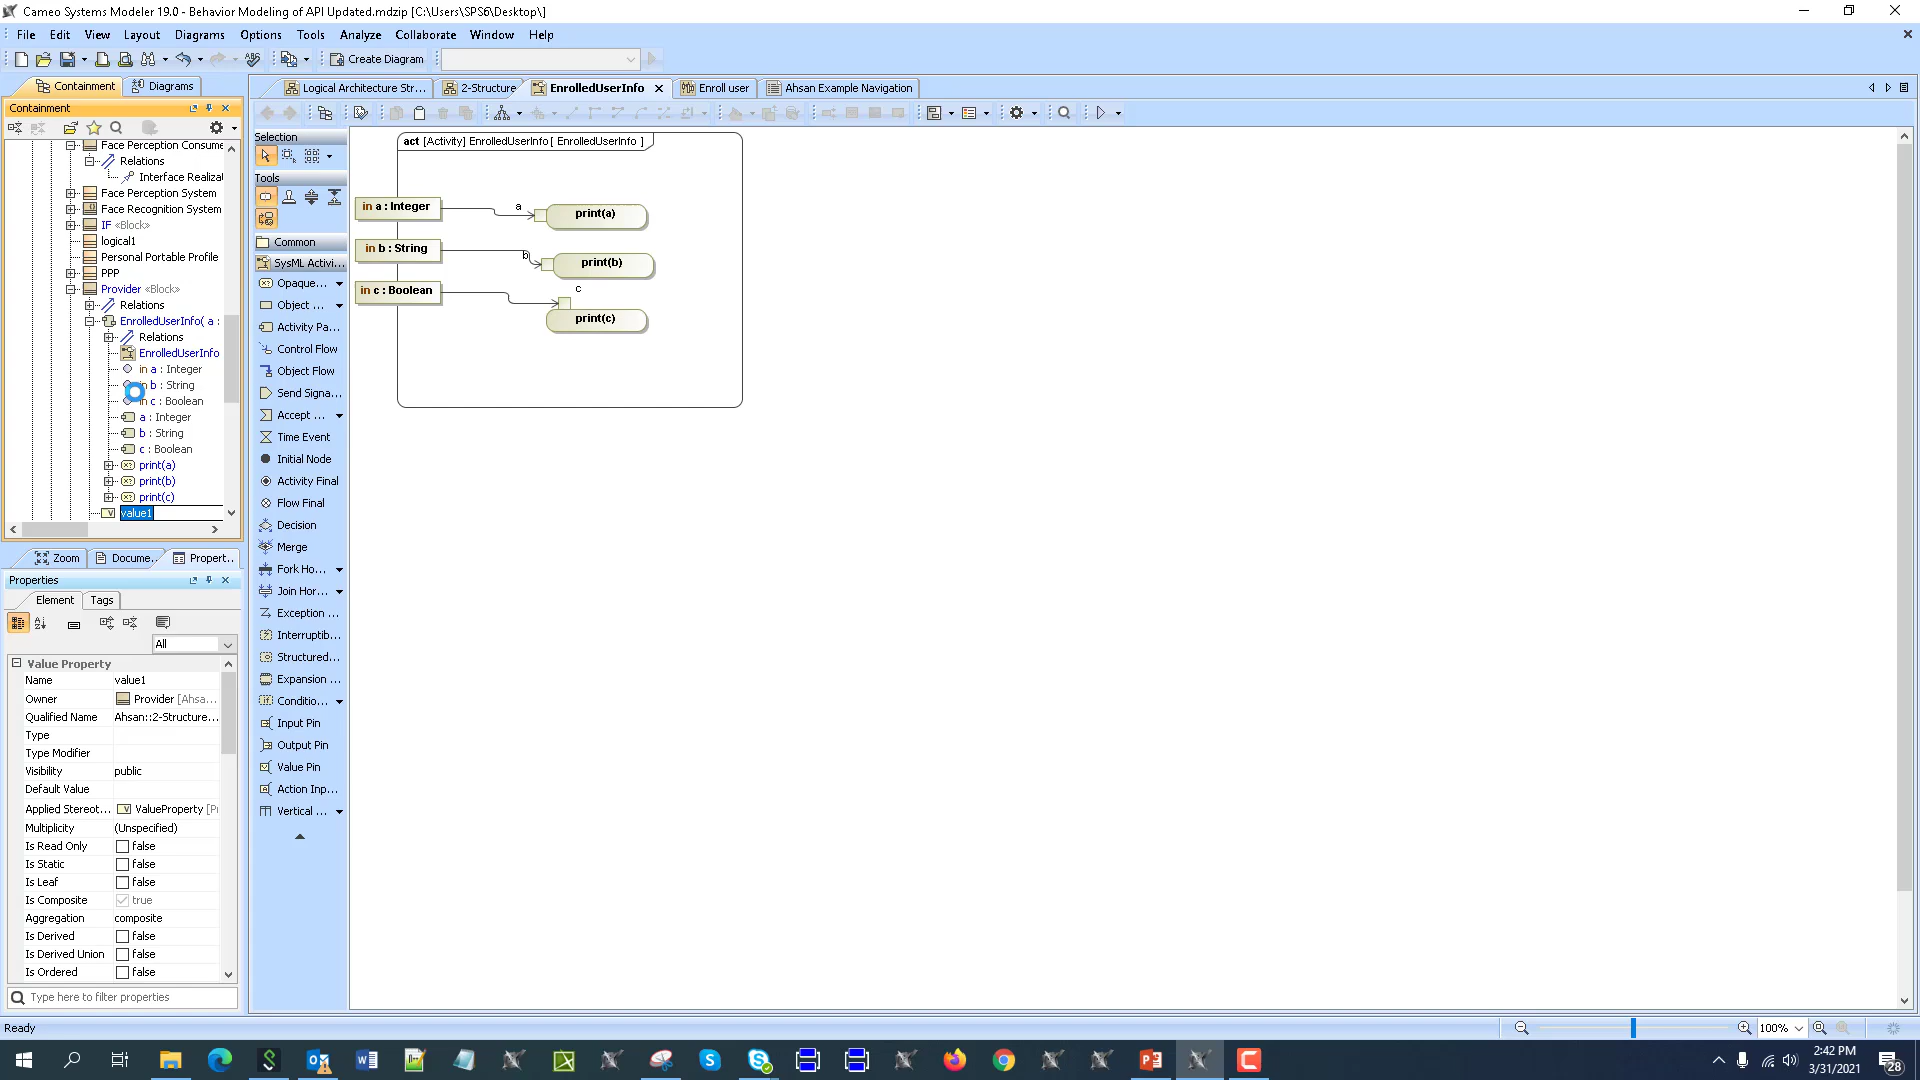 Cameo Systems Modeler 19.0 - Behavior Modeling of API Updated.mdzip [C:\Users\SPS6\Desktop\]
File Edit View Layout Diagrams Options Tools Analyze Collaborate Window Help
Create Diagram
Containment Diagrams
Logical Architecture Str... 2-Structure EnrolledUserInfo Enroll user Ahsan Example Navigation
Containment
Face Perception Consume
Relations
Interface Realiza
Face Perception System
Face Recognition System
IF «Block»
logical1
Personal Portable Profile
PPP
Provider «Block»
Relations
EnrolledUserInfo( a :
Relations
EnrolledUserInfo
in a : Integer
in b : String
in c : Boolean
a : Integer
b : String
c : Boolean
print(a)
print(b)
print(c)
value1
Zoom Docume... Propert...
Properties
Element Tags
All
Value Property
Name value1
Owner Provider [Ahsa...
Qualified Name Ahsan::2-Structure...
Type
Type Modifier
Visibility public
Default Value
Applied Stereot... ValueProperty [P
Multiplicity (Unspecified)
Is Read Only false
Is Static false
Is Leaf false
Is Composite true
Aggregation composite
Is Derived false
Is Derived Union false
Is Ordered false
Type here to filter properties
Ready
Selection
Tools
Common
SysML Activi...
Opaque...
Object ...
Activity Pa...
Control Flow
Object Flow
Send Signa...
Accept ...
Time Event
Initial Node
Activity Final
Flow Final
Decision
Merge
Fork Ho...
Join Hor...
Exception ...
Interruptib...
Structured...
Expansion ...
Conditio...
Input Pin
Output Pin
Value Pin
Action Inp...
Vertical ...
act [Activity] EnrolledUserInfo [ EnrolledUserInfo ]
in a : Integer
a
print(a)
in b : String
b
print(b)
in c : Boolean
c
print(c)
100%
2:42 PM
3/31/2021
28